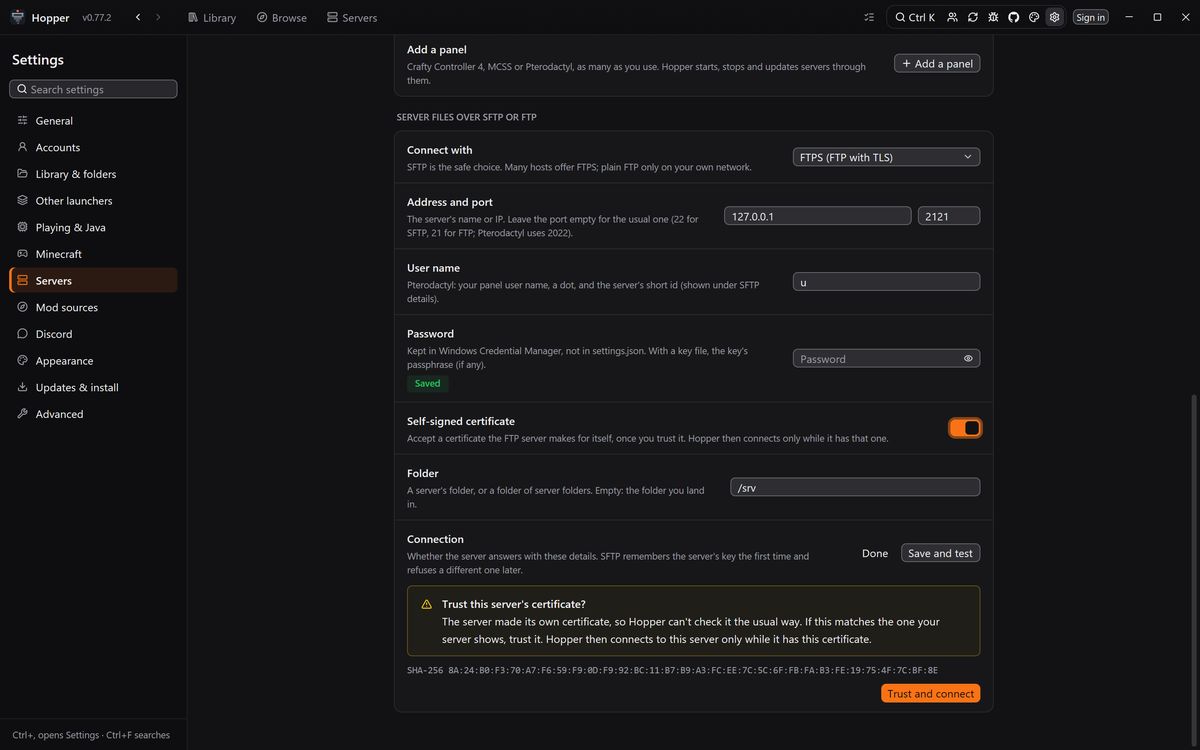 Hopper v0.77.2 Library Browse Servers Ctrl K Sign in
Settings
Search settings
General
Accounts
Library & folders
Other launchers
Playing & Java
Minecraft
Servers
Mod sources
Discord
Appearance
Updates & install
Advanced
Ctrl+, opens Settings · Ctrl+F searches
Add a panel
Crafty Controller 4, MCSS or Pterodactyl, as many as you use. Hopper starts, stops and updates servers through
them.
+ Add a panel
SERVER FILES OVER SFTP OR FTP
Connect with
SFTP is the safe choice. Many hosts offer FTPS; plain FTP only on your own network.
FTPS (FTP with TLS)
Address and port
The server's name or IP. Leave the port empty for the usual one (22 for
SFTP, 21 for FTP; Pterodactyl uses 2022).
127.0.0.1 2121
User name
Pterodactyl: your panel user name, a dot, and the server's short id (shown under SFTP
details).
u
Password
Kept in Windows Credential Manager, not in settings.json. With a key file, the key's
passphrase (if any).
Saved
Password
Self-signed certificate
Accept a certificate the FTP server makes for itself, once you trust it. Hopper then connects only while it has that one.
Folder
A server's folder, or a folder of server folders. Empty: the folder you land
in.
/srv
Connection
Whether the server answers with these details. SFTP remembers the server's key the first time and
refuses a different one later.
Done Save and test
Trust this server's certificate?
The server made its own certificate, so Hopper can't check it the usual way. If this matches the one your
server shows, trust it. Hopper then connects to this server only while it has this certificate.
SHA-256 8A:24:B0:F3:70:A7:F6:59:F9:0D:F9:92:BC:11:B7:B9:A3:FC:EE:7C:5C:6F:FB:FA:B3:FE:19:75:4F:7C:BF:8E
Trust and connect